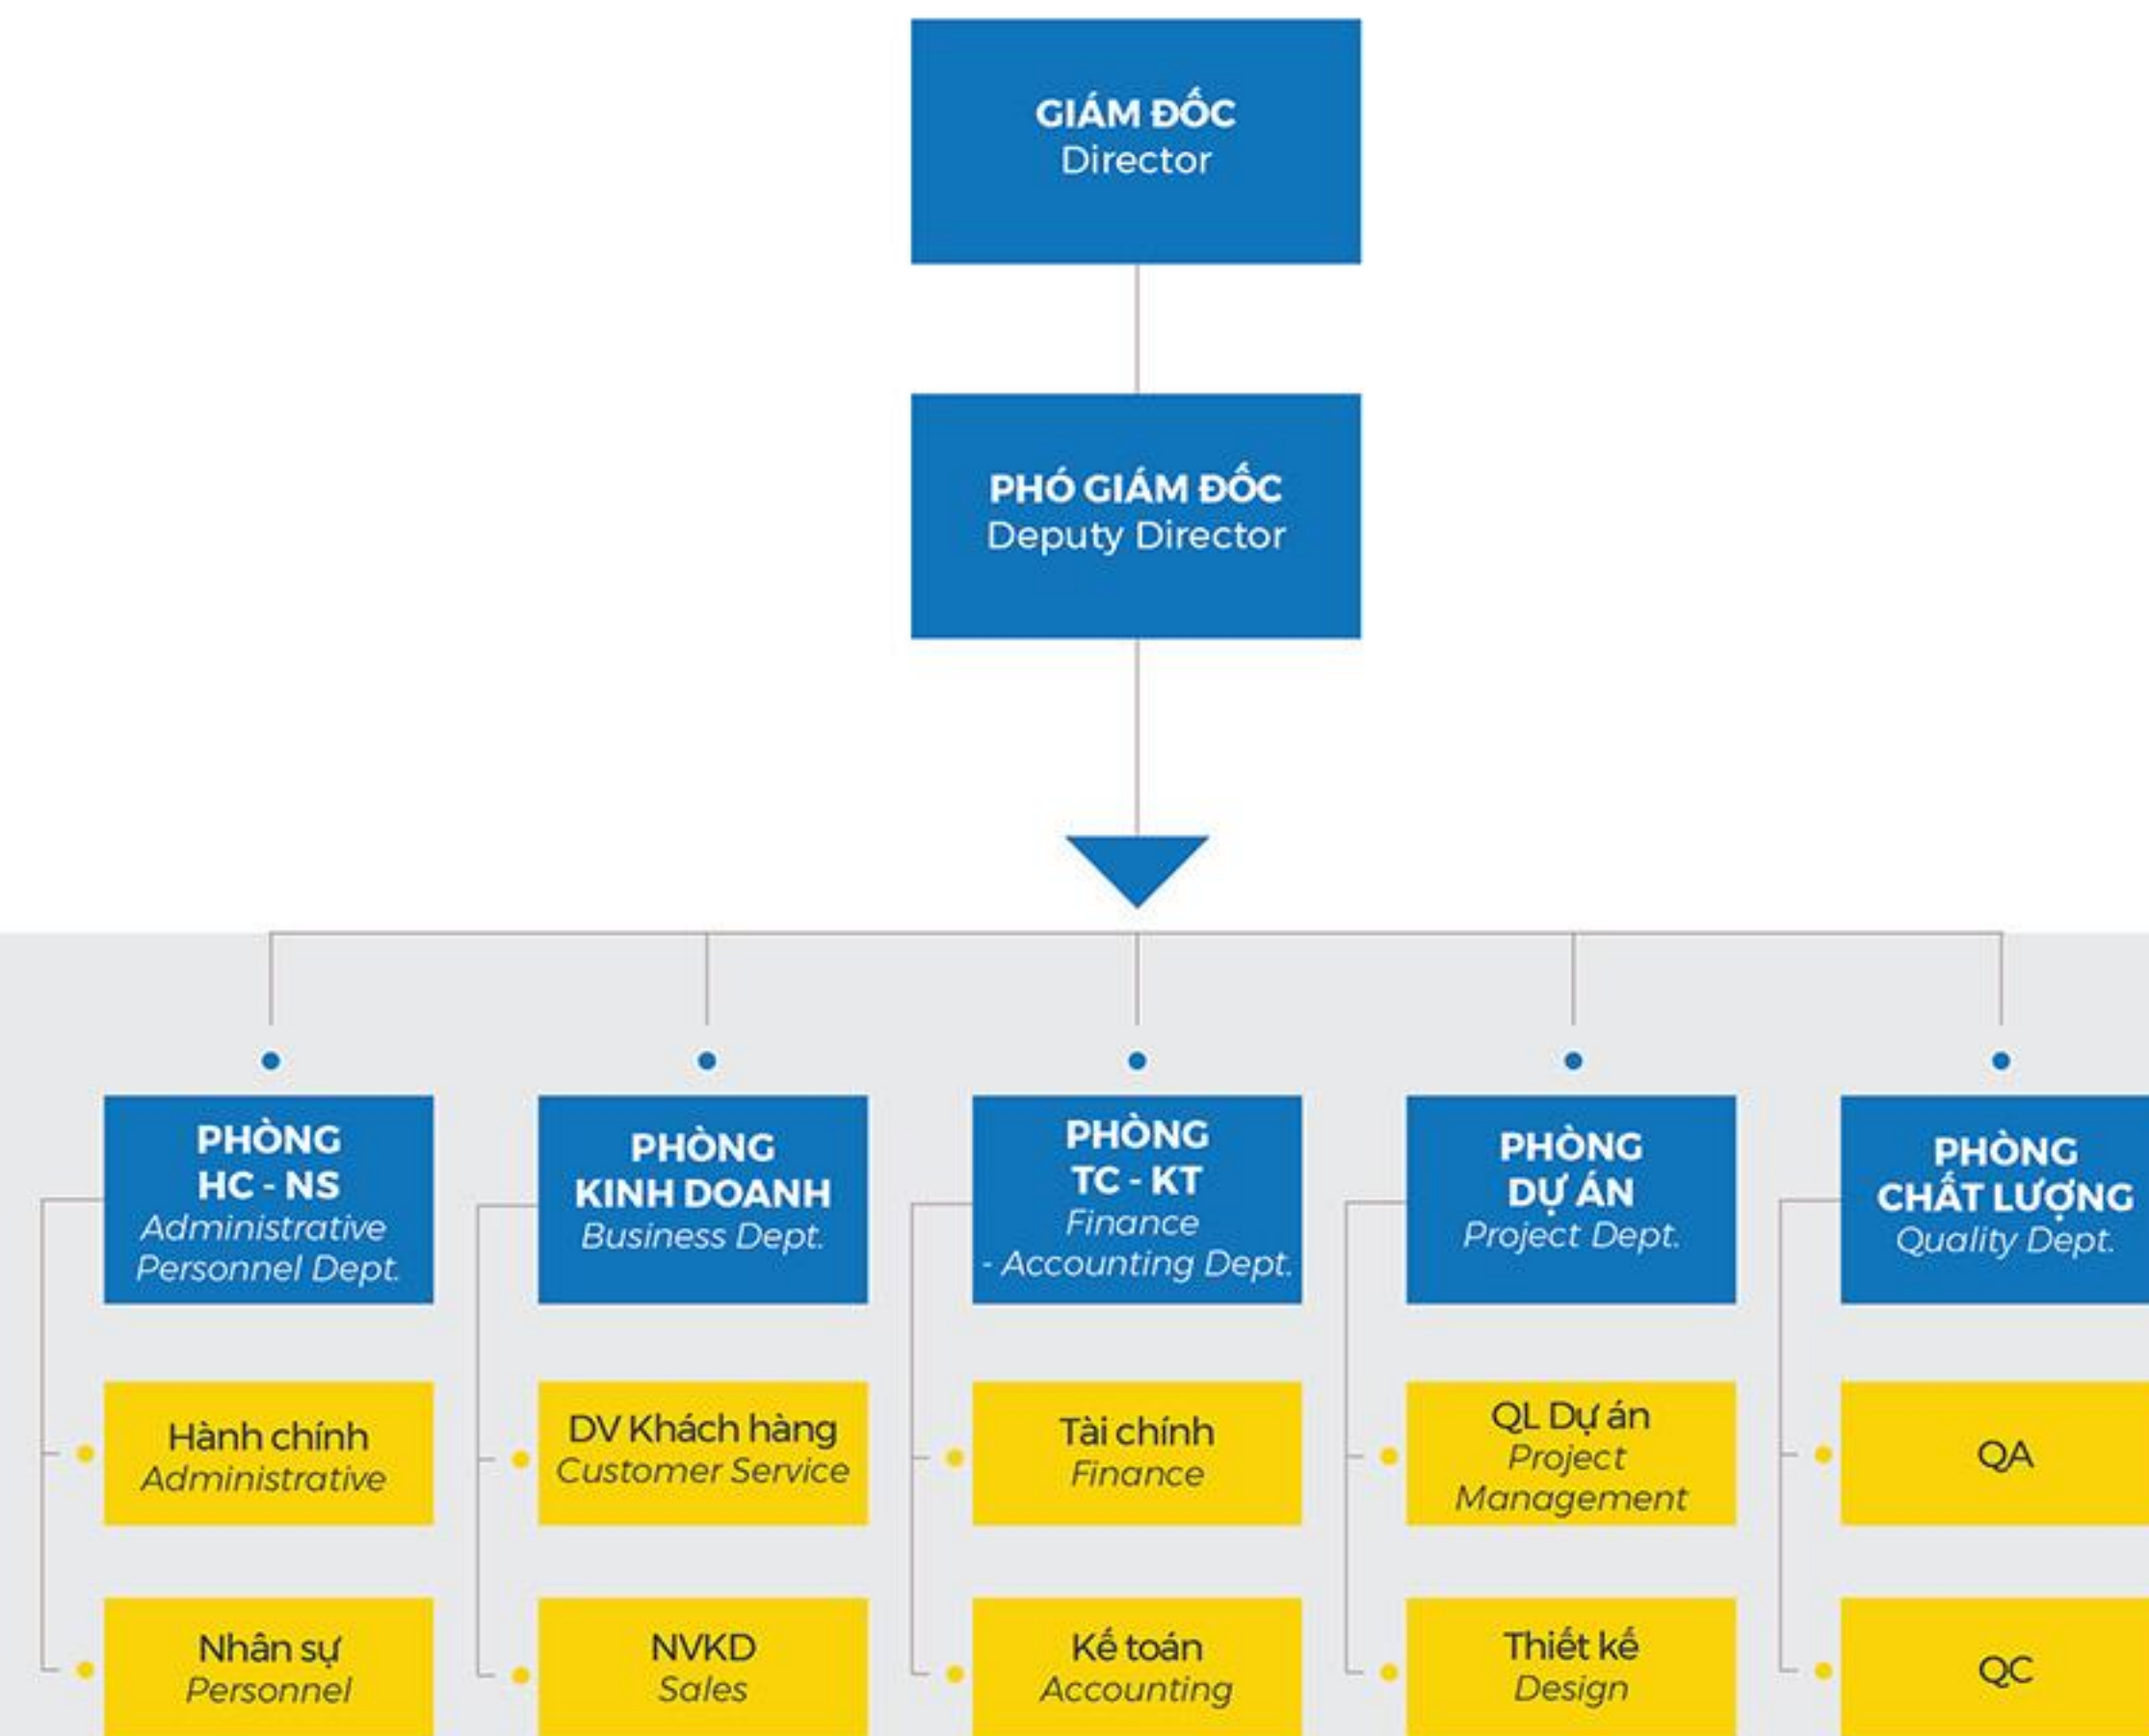 GIÁM ĐỐC
Director
PHÓ GIÁM ĐỐC
Deputy Director
PHÒNG
HC - NS
Administrative
Personnel Dept.
PHÒNG
KINH DOANH
Business Dept.
PHÒNG
TC - KT
Finance
- Accounting Dept.
PHÒNG
DỰ ÁN
Project Dept.
PHÒNG
CHẤT LƯỢNG
Quality Dept.
Hành chính
Administrative
DV Khách hàng
Customer Service
Tài chính
Finance
QL Dự án
Project
Management
QA
Nhân sự
Personnel
NVKD
Sales
Kế toán
Accounting
Thiết kế
Design
QC